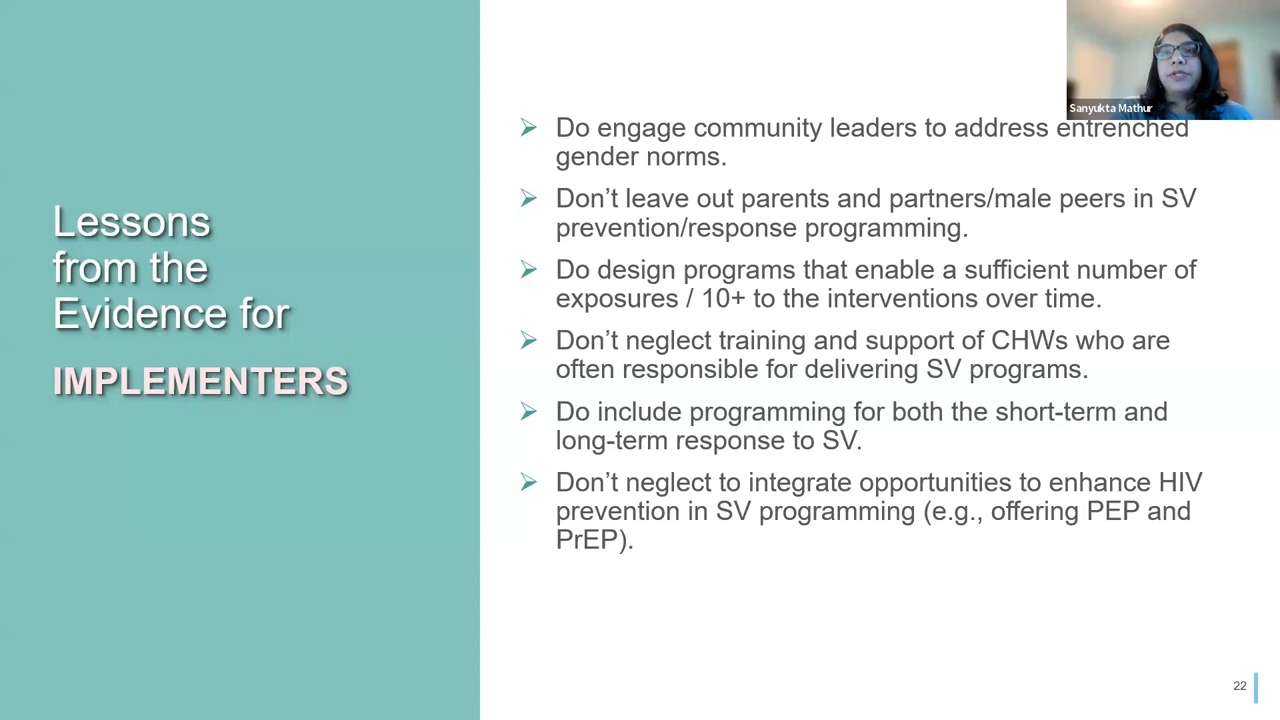 Sanyukta Mathur
Lessons
from the
Evidence for
IMPLEMENTERS
Do engage community leaders to address entrenched
gender norms.
Don’t leave out parents and partners/male peers in SV
prevention/response programming.
Do design programs that enable a sufficient number of
exposures / 10+ to the interventions over time.
Don’t neglect training and support of CHWs who are
often responsible for delivering SV programs.
Do include programming for both the short-term and
long-term response to SV.
Don’t neglect to integrate opportunities to enhance HIV
prevention in SV programming (e.g., offering PEP and
PrEP).
22